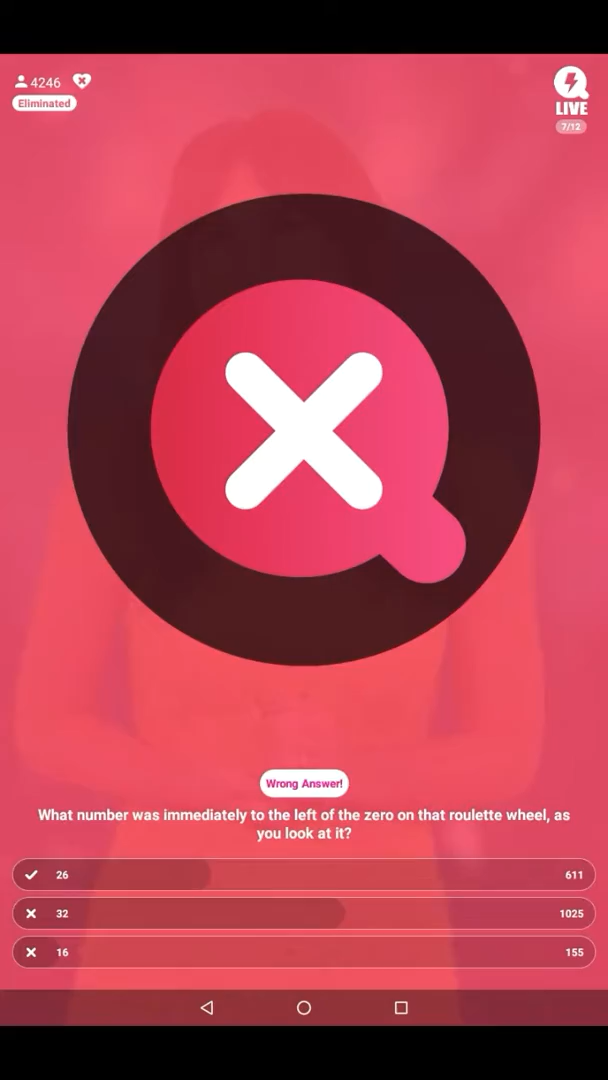 4246
Eliminated
LIVE
7/12
Wrong Answer!
What number was immediately to the left of the zero on that roulette wheel, as
you look at it?
26 611
32 1025
16 155